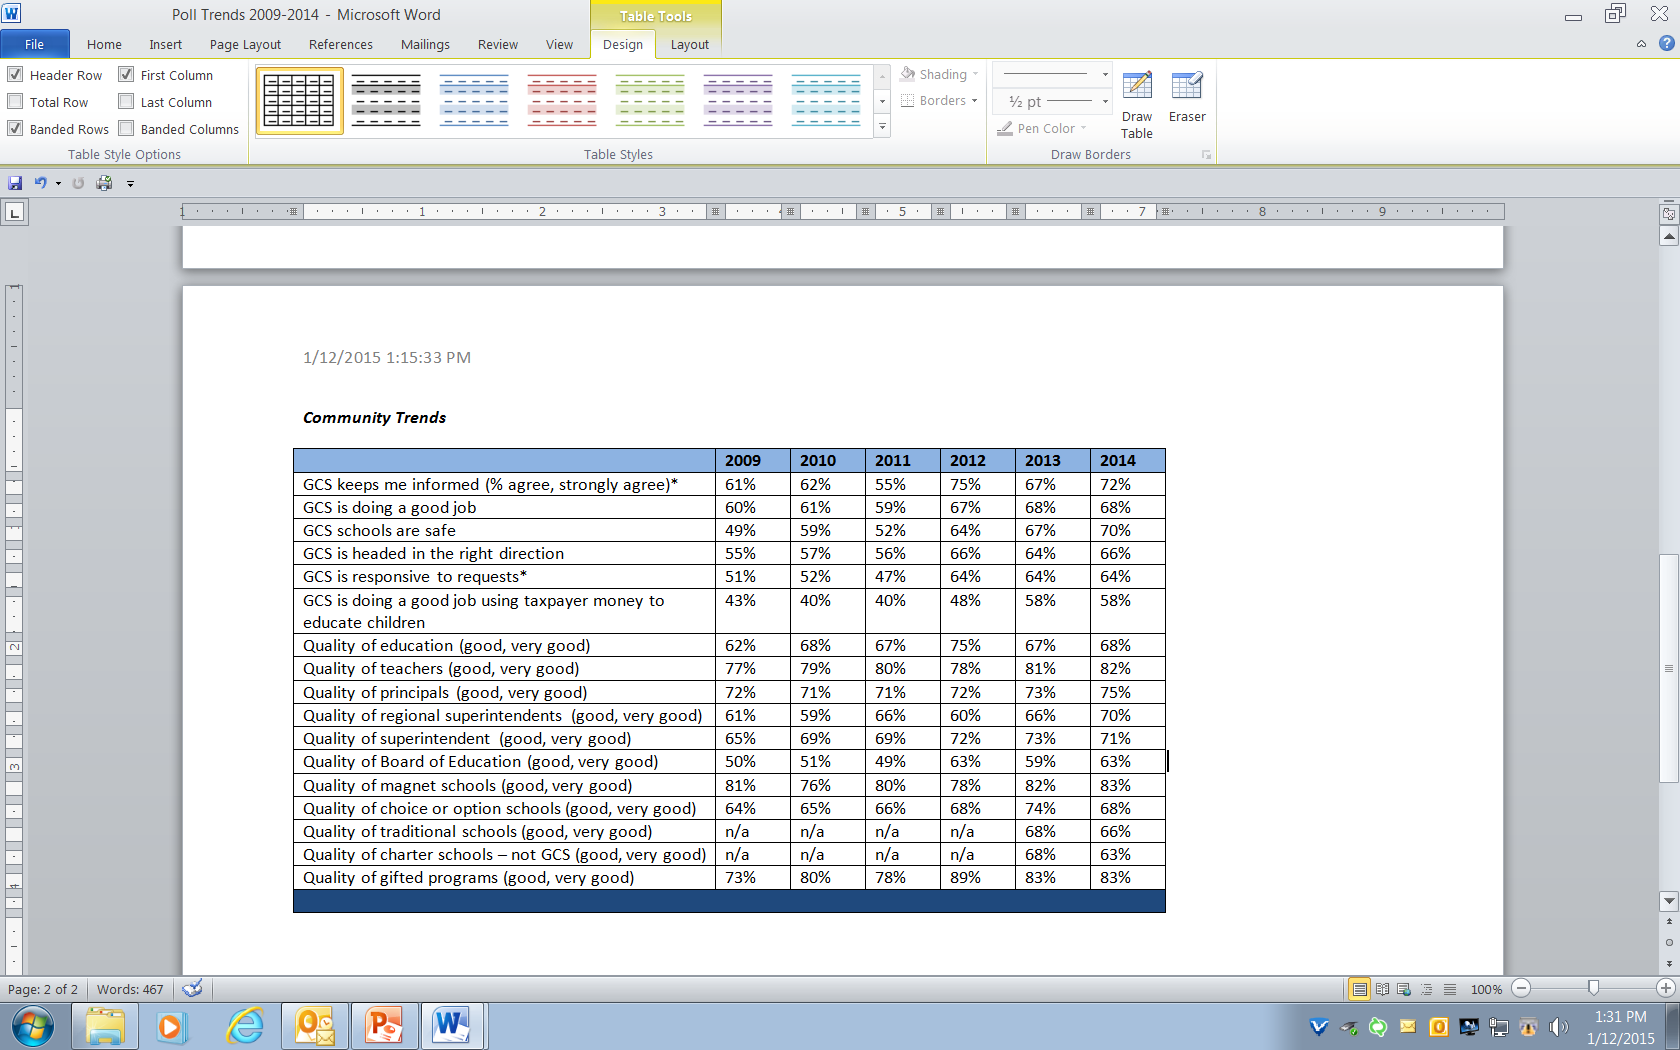 Poll Trends 2009-2014 - Microsoft Word
Table Tools
File Home Insert Page Layout References Mailings Review View Design Layout
Header Row First Column
Total Row Last Column
Banded Rows Banded Columns
Table Style Options
Table Styles
Shading
Borders
½ pt
Pen Color
Draw Table
Eraser
Draw Borders
1 1 2 3 4 5 7 8 9
1/12/2015 1:15:33 PM
Community Trends
2009 2010 2011 2012 2013 2014
GCS keeps me informed (% agree, strongly agree)* 61% 62% 55% 75% 67% 72%
GCS is doing a good job 60% 61% 59% 67% 68% 68%
GCS schools are safe 49% 59% 52% 64% 67% 70%
GCS is headed in the right direction 55% 57% 56% 66% 64% 66%
GCS is responsive to requests* 51% 52% 47% 64% 64% 64%
GCS is doing a good job using taxpayer money to 43% 40% 40% 48% 58% 58%
educate children
Quality of education (good, very good) 62% 68% 67% 75% 67% 68%
Quality of teachers (good, very good) 77% 79% 80% 78% 81% 82%
Quality of principals (good, very good) 72% 71% 71% 72% 73% 75%
Quality of regional superintendents (good, very good) 61% 59% 66% 60% 66% 70%
Quality of superintendent (good, very good) 65% 69% 69% 72% 73% 71%
Quality of Board of Education (good, very good) 50% 51% 49% 63% 59% 63%
Quality of magnet schools (good, very good) 81% 76% 80% 78% 82% 83%
Quality of choice or option schools (good, very good) 64% 65% 66% 68% 74% 68%
Quality of traditional schools (good, very good) n/a n/a n/a n/a 68% 66%
Quality of charter schools – not GCS (good, very good) n/a n/a n/a n/a 68% 63%
Quality of gifted programs (good, very good) 73% 80% 78% 89% 83% 83%
Page: 2 of 2 Words: 467 100%
1:31 PM
1/12/2015